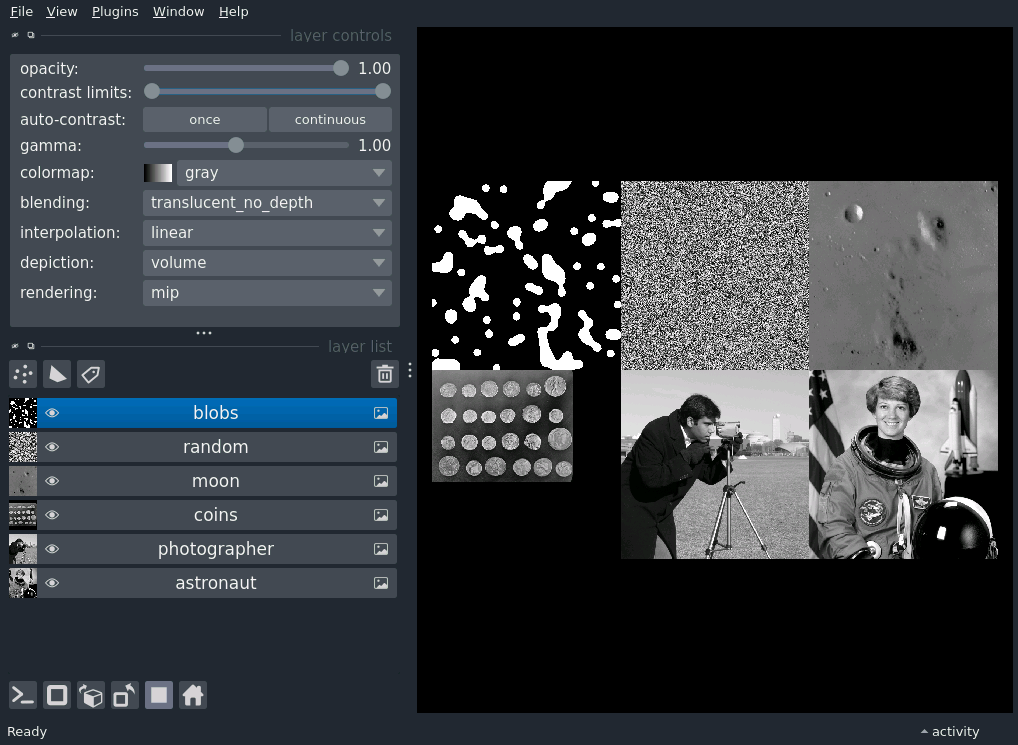 File View Plugins Window Help
layer controls
opacity: 1.00
contrast limits:
auto-contrast: once continuous
gamma: 1.00
colormap: gray
blending: translucent_no_depth
interpolation: linear
depiction: volume
rendering: mip
layer list
blobs
random
moon
coins
photographer
astronaut
Ready activity